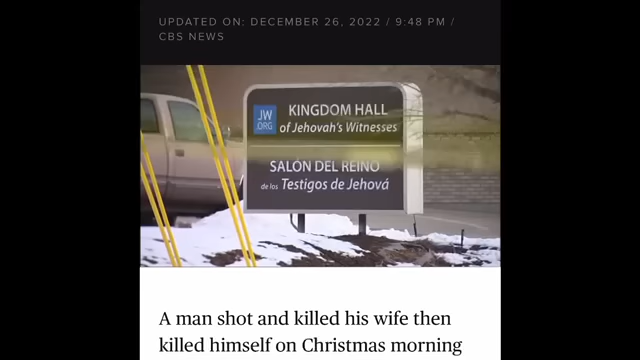 UPDATED ON: DECEMBER 26, 2022 / 9:48 PM /
CBS NEWS
JW
.ORG
KINGDOM HALL
of Jehovah's Witnesses
SALÓN DEL REINO
de los Testigos de Jehová
A man shot and killed his wife then
killed himself on Christmas morning